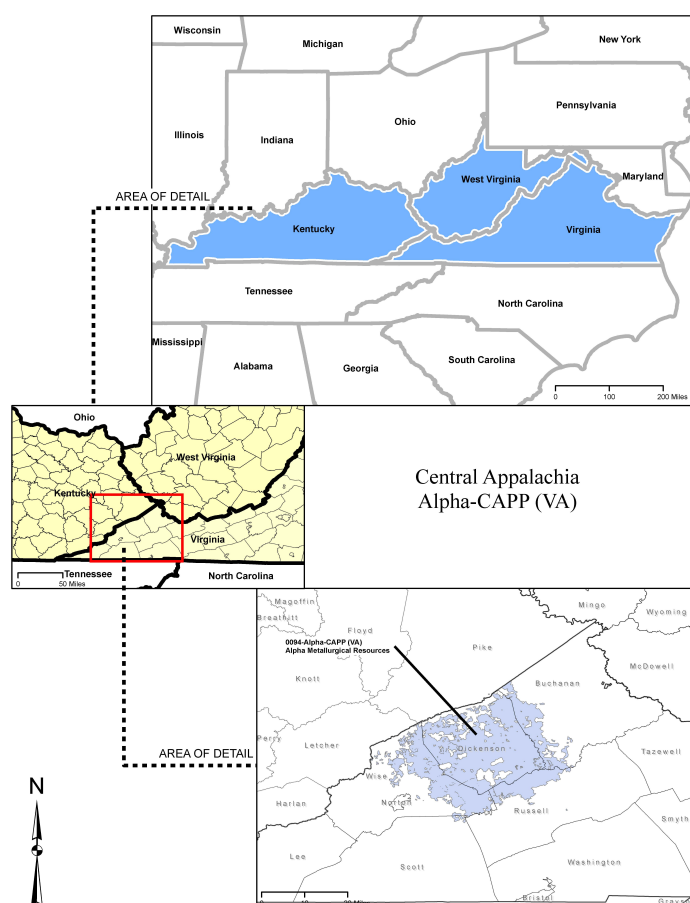 Wisconsin
Michigan
New York
Pennsylvania
Ohio
Illinois
Indiana
West Virginia
Maryland
AREA OF DETAIL
Kentucky
Virginia
Tennessee
North Carolina
Mississippi
Alabama
Georgia
South Carolina
0 100 200 Miles
Ohio
West Virginia
Kentucky
Virginia
Tennessee
North Carolina
0 50 Miles
Central Appalachia
Alpha-CAPP (VA)
Magoffin
Mingo
Wyoming
Breathitt
Floyd
0094-Alpha-CAPP (VA)
Alpha Metallurgical Resources
Pike
McDowell
Knott
Buchanan
Perry
Letcher
Dickenson
Tazewell
AREA OF DETAIL
Wise
Harlan
Norton
Russell
Smyth
Lee
Scott
Washington
Bristol
N